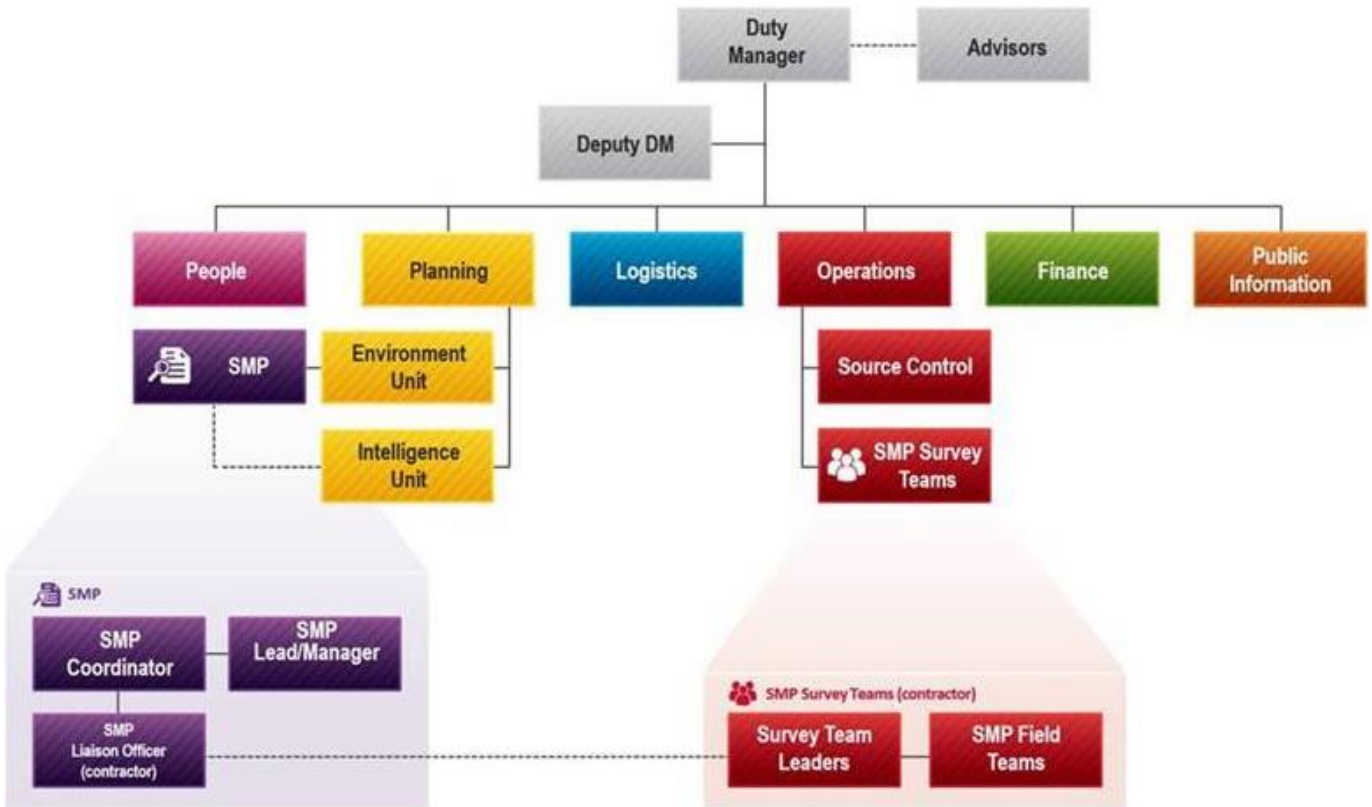 Duty
Manager
Advisors
Deputy DM
People
Planning
Logistics
Operations
Finance
Public
Information
SMP
Environment
Unit
Source Control
Intelligence
Unit
SMP Survey
Teams
SMP
SMP
Coordinator
SMP
Lead/Manager
SMP
Liaison Officer
(contractor)
SMP Survey Teams (contractor)
Survey Team
Leaders
SMP Field
Teams